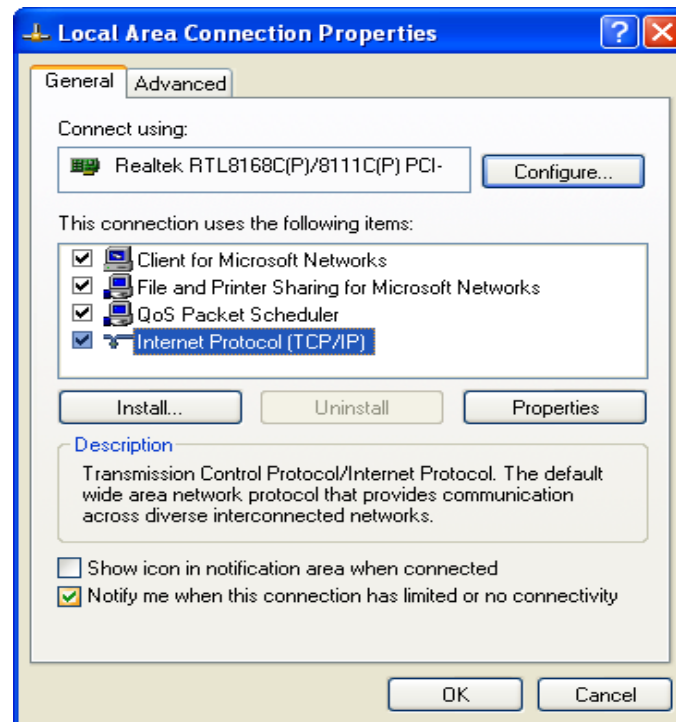 Local Area Connection Properties
General
Advanced
Connect using:
Realtek RTL8168C(P)/8111C(P) PCI-
Configure...
This connection uses the following items:
Client for Microsoft Networks
File and Printer Sharing for Microsoft Networks
QoS Packet Scheduler
Internet Protocol (TCP/IP)
Install...
Uninstall
Properties
Description
Transmission Control Protocol/Internet Protocol. The default
wide area network protocol that provides communication
across diverse interconnected networks.
Show icon in notification area when connected
Notify me when this connection has limited or no connectivity
OK
Cancel